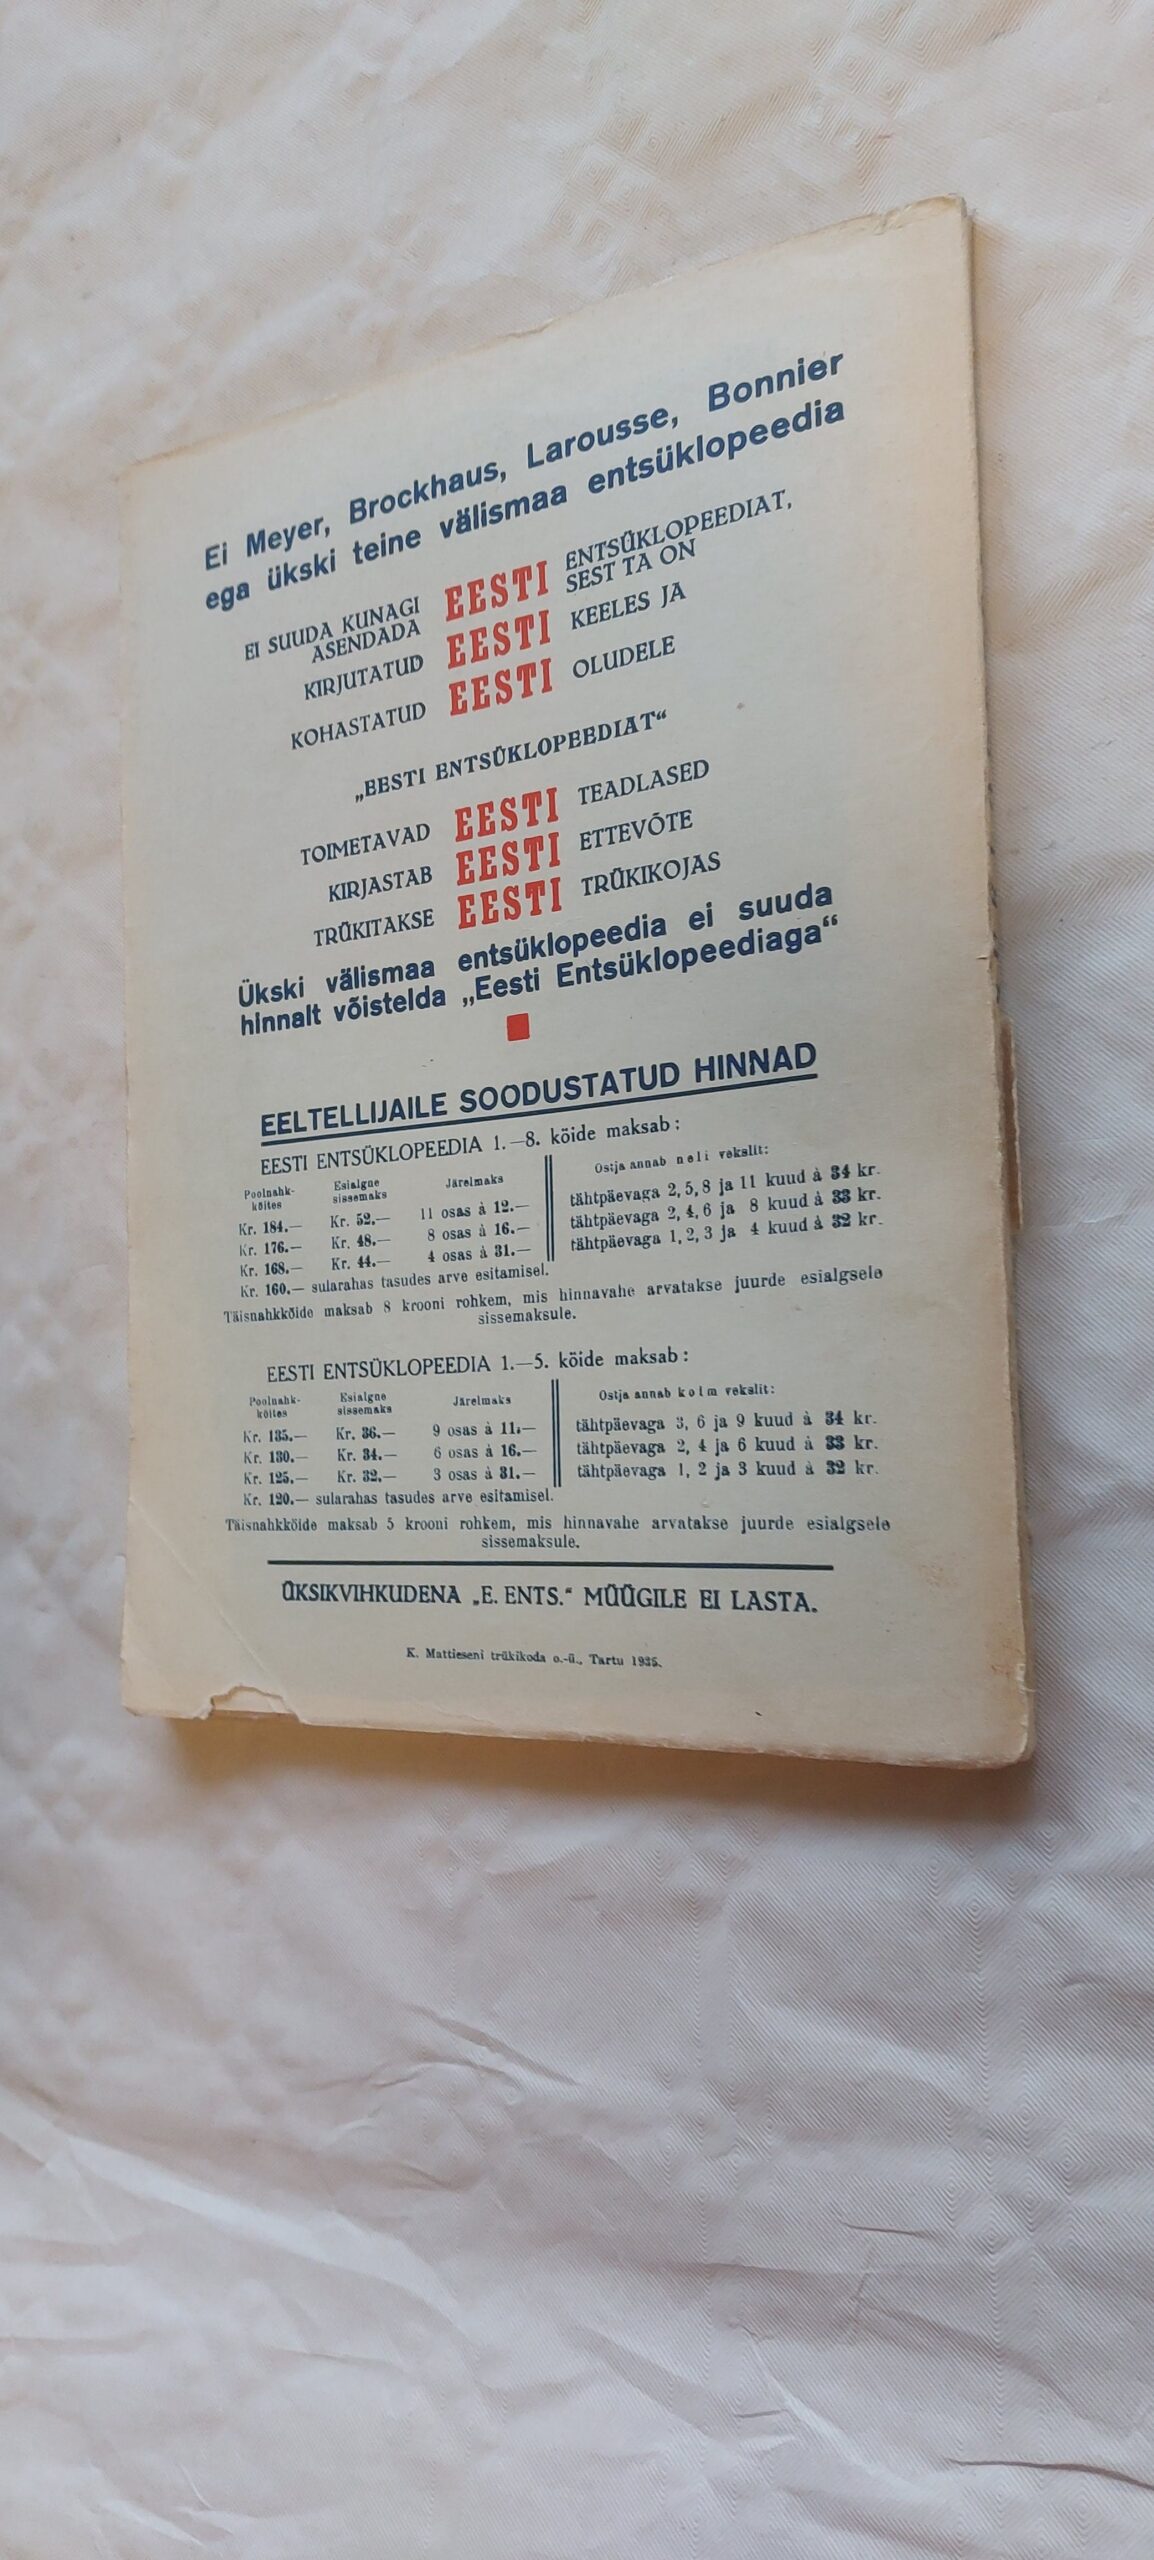 Ei Meyer, Brockhaus, Larousse, Bonnier
ega ükski teine välismaa entsüklopeedia
EI SUUDA KUNAGI ASENDADA EESTI ENTSÜKLOPEEDIAT, SEST TA ON
KIRJUTATUD EESTI KEELES JA
KOHASTATUD EESTI OLUDELE
„EESTI ENTSÜKLOPEEDIAT“
TOIMETAVAD EESTI TEADLASED
KIRJASTAB EESTI ETTEVÕTE
TRÜKITAKSE EESTI TRÜKIKOJAS
Ükski välismaa entsüklopeedia ei suuda
hinnalt võistelda „Eesti Entsüklopeediaga“
EELTELLIJAILE SOODUSTATUD HINNAD
EESTI ENTSÜKLOPEEDIA 1.—8. köide maksab:
Poolnahk-köites Esialgne sissemaks Järelmaks Ostja annab neli vekslit:
Kr. 184.— Kr. 52.— 11 osas à 12.— tähtpäevaga 2, 5, 8 ja 11 kuud à 34 kr.
Kr. 176.— Kr. 48.— 8 osas à 16.— tähtpäevaga 2, 4, 6 ja 8 kuud à 33 kr.
Kr. 168.— Kr. 44.— 4 osas à 31.— tähtpäevaga 1, 2, 3 ja 4 kuud à 32 kr.
Kr. 160.— sularahas tasudes arve esitamisel.
Täisnahkköide maksab 8 krooni rohkem, mis hinnavahe arvatakse juurde esialgsele
sissemaksule.
EESTI ENTSÜKLOPEEDIA 1.—5. köide maksab:
Poolnahk-köites Esialgne sissemaks Järelmaks Ostja annab kolm vekslit:
Kr. 135.— Kr. 36.— 9 osas à 11.— tähtpäevaga 3, 6 ja 9 kuud à 34 kr.
Kr. 130.— Kr. 34.— 6 osas à 16.— tähtpäevaga 2, 4 ja 6 kuud à 33 kr.
Kr. 125.— Kr. 32.— 3 osas à 31.— tähtpäevaga 1, 2 ja 3 kuud à 32 kr.
Kr. 120.— sularahas tasudes arve esitamisel.
Täisnahkköide maksab 5 krooni rohkem, mis hinnavahe arvatakse juurde esialgsele
sissemaksule.
ÜKSIKVIHKUDENA „E. ENTS.“ MÜÜGILE EI LASTA.
K. Mattieseni trükikoda o.-ü., Tartu 1935.